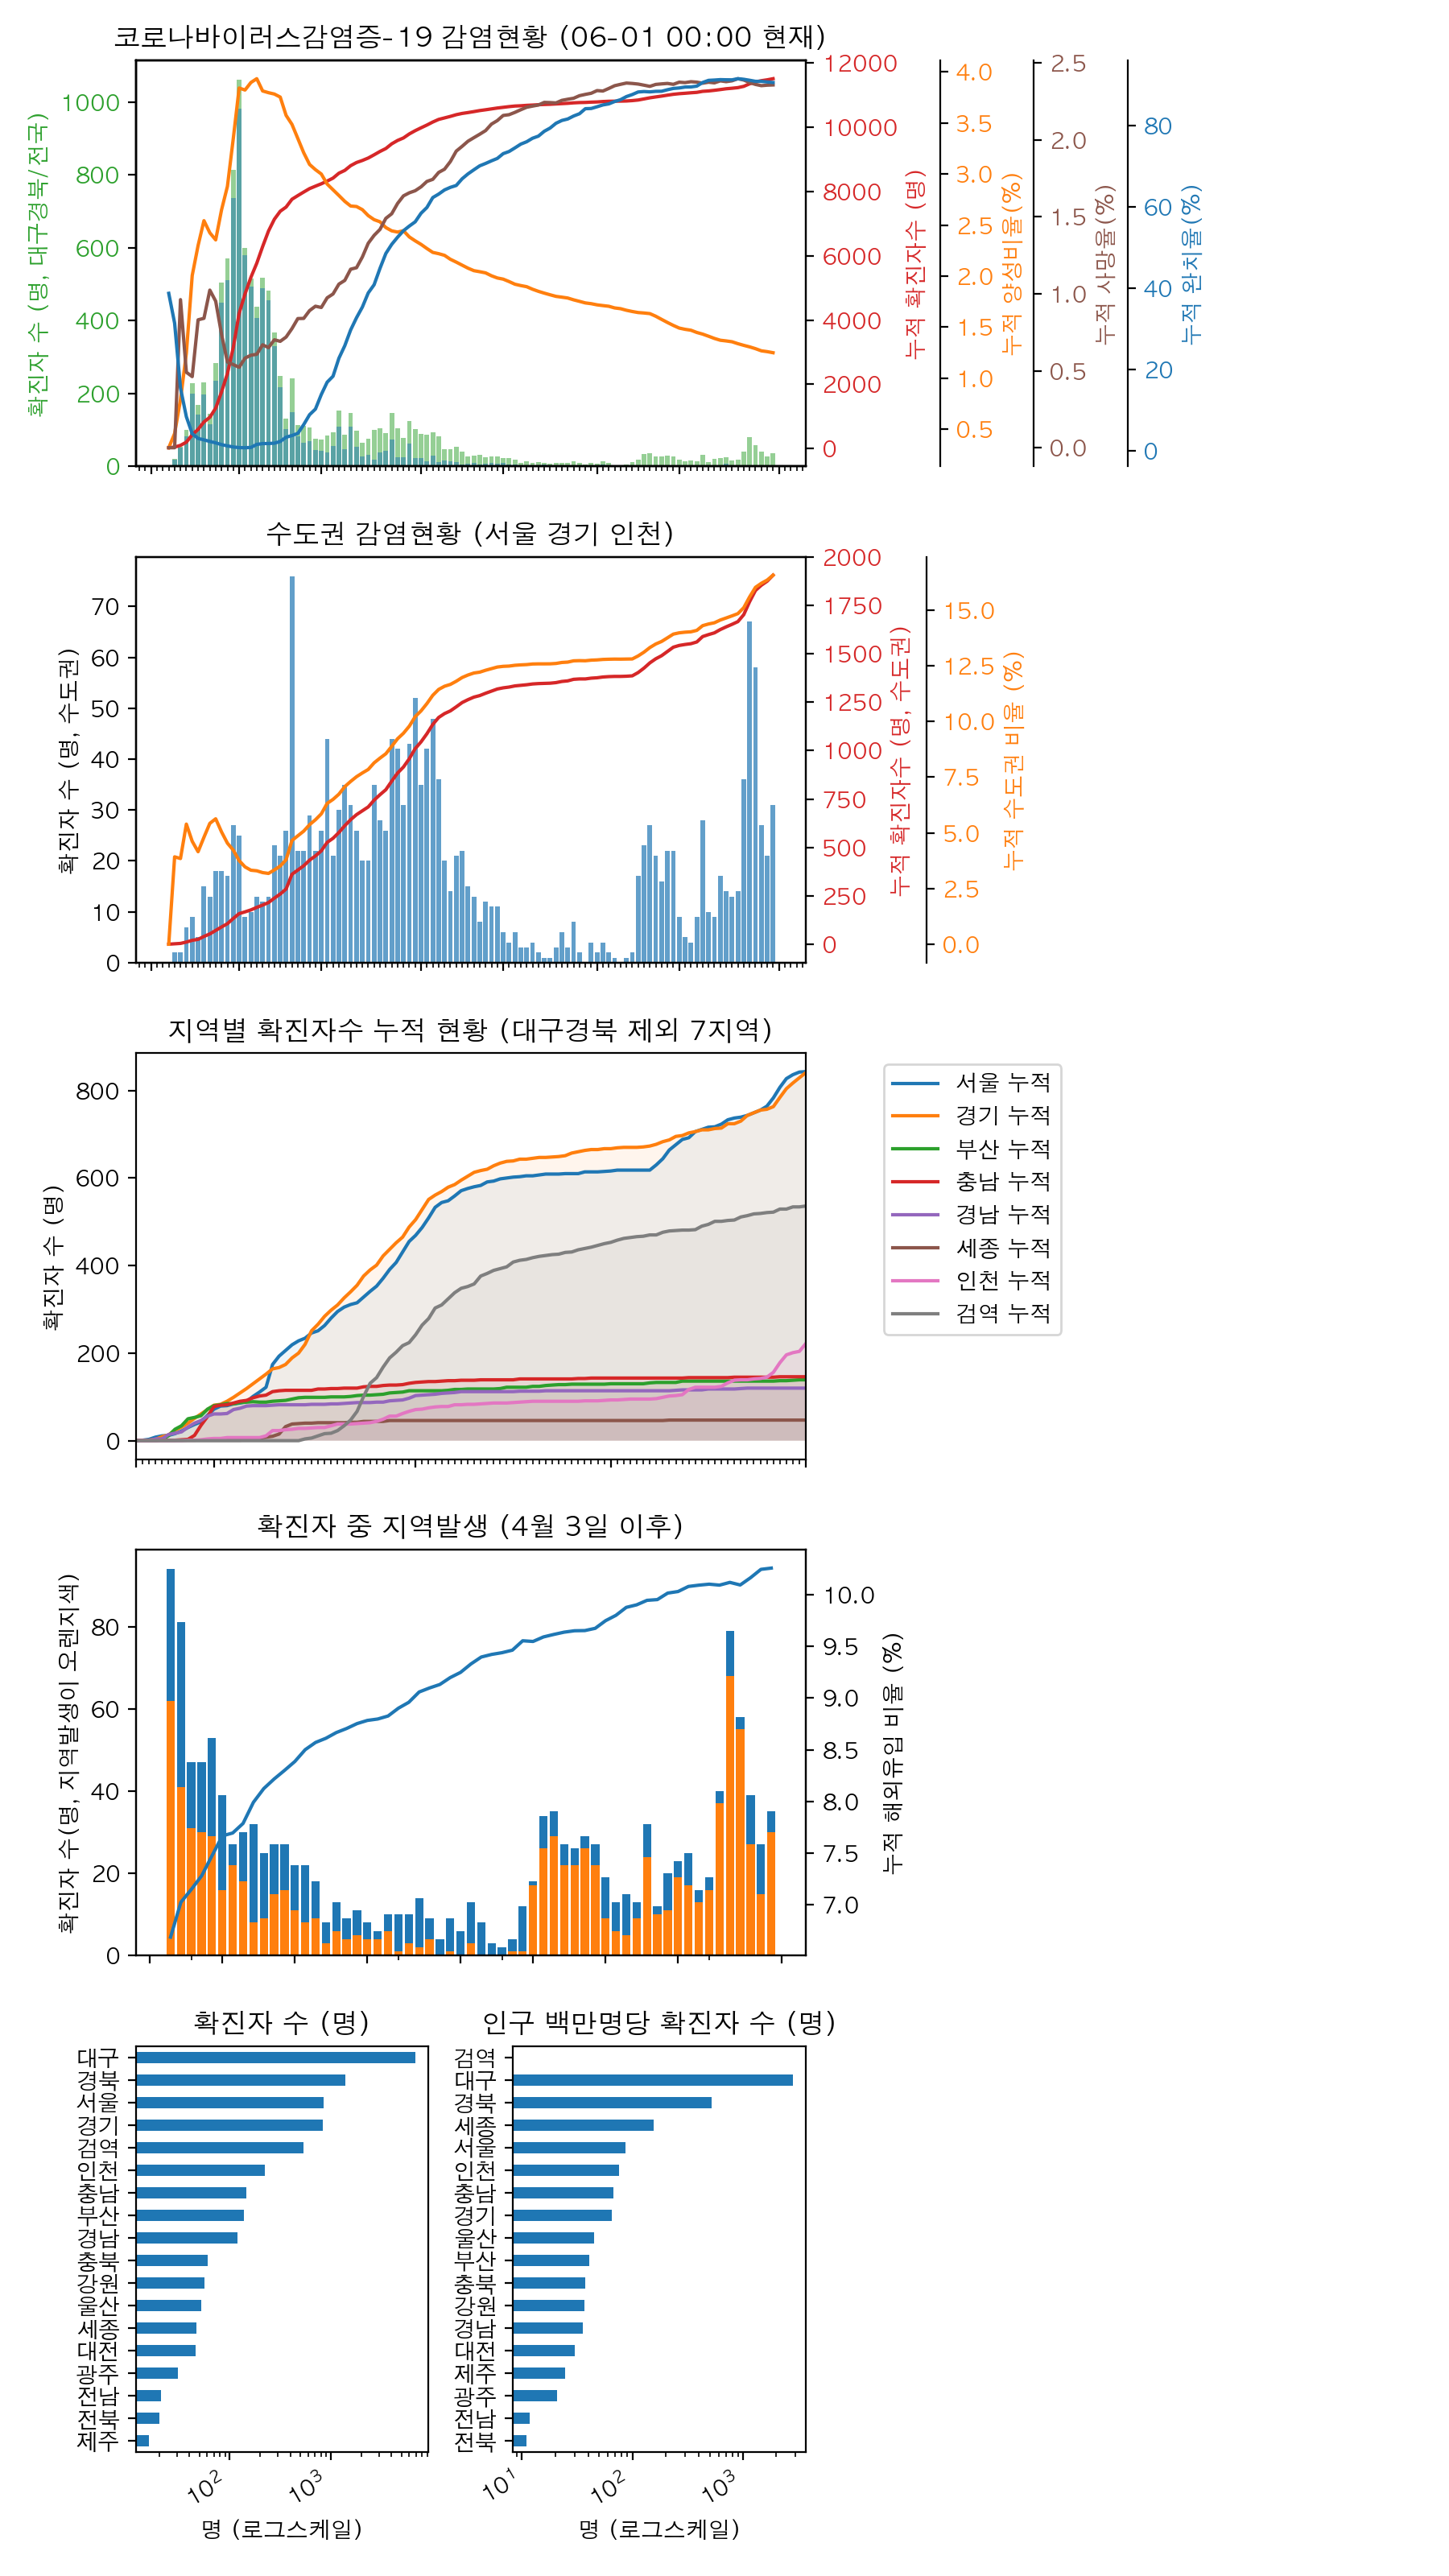 코로나바이러스감염증-19 감염현황 (06-01 00:00 현재)
확진자 수 (명, 대구경북/전국)
1000
800
600
400
200
0
12000
10000
8000
6000
4000
2000
0
누적 확진자수 (명)
4.0
3.5
3.0
2.5
2.0
1.5
1.0
0.5
누적 양성비율(%)
2.5
2.0
1.5
1.0
0.5
0.0
누적 사망율(%)
80
60
40
20
0
누적 완치율(%)
수도권 감염현황 (서울 경기 인천)
확진자 수 (명, 수도권)
70
60
50
40
30
20
10
0
2000
1750
1500
1250
1000
750
500
250
0
누적 확진자수 (명, 수도권)
15.0
12.5
10.0
7.5
5.0
2.5
0.0
누적 수도권 비율 (%)
지역별 확진자수 누적 현황 (대구경북 제외 7지역)
확진자 수 (명)
800
600
400
200
0
서울 누적
경기 누적
부산 누적
충남 누적
경남 누적
세종 누적
인천 누적
검역 누적
확진자 중 지역발생 (4월 3일 이후)
확진자 수(명, 지역발생이 오렌지색)
80
60
40
20
0
10.0
9.5
9.0
8.5
8.0
7.5
7.0
누적 해외유입 비율 (%)
확진자 수 (명)
대구
경북
서울
경기
검역
인천
충남
부산
경남
충북
강원
울산
세종
대전
광주
전남
전북
제주
10²
10³
명 (로그스케일)
인구 백만명당 확진자 수 (명)
검역
대구
경북
세종
서울
인천
충남
경기
울산
부산
충북
강원
경남
대전
제주
광주
전남
전북
10¹
10²
10³
명 (로그스케일)